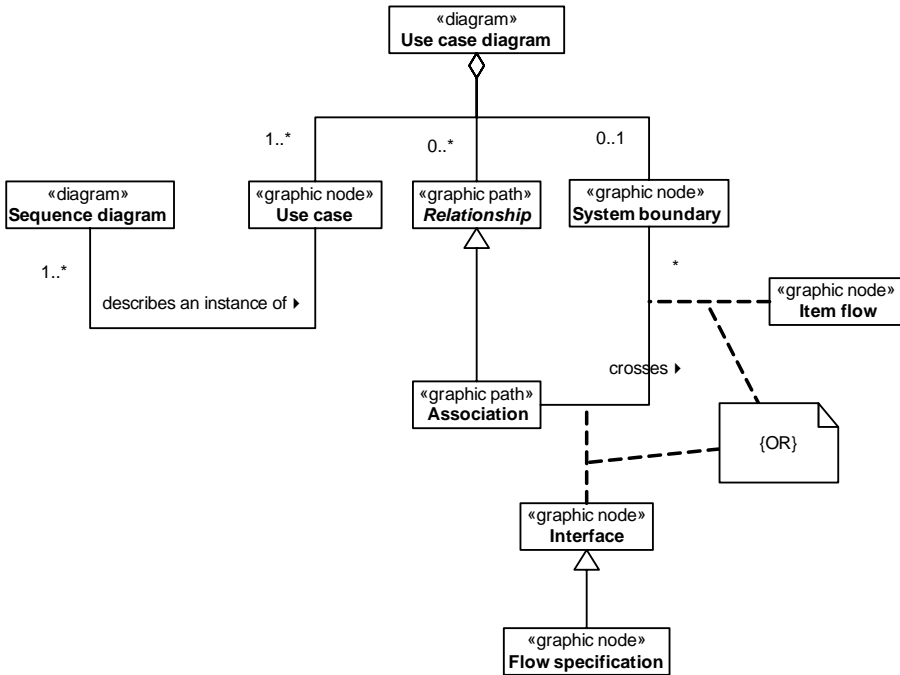 «diagram»
Use case diagram
1..*
0..*
0..1
«diagram»
Sequence diagram
«graphic node»
Use case
«graphic path»
Relationship
«graphic node»
System boundary
1..*
*
describes an instance of
«graphic node»
Item flow
crosses
«graphic path»
Association
{OR}
«graphic node»
Interface
«graphic node»
Flow specification